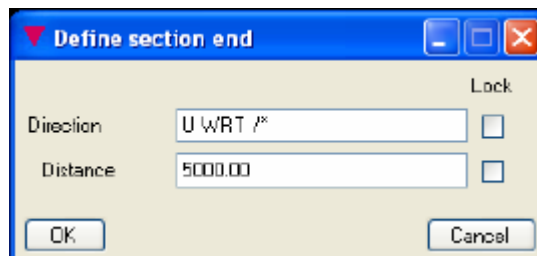 Define section end
Lock
Direction U WRT /*
Distance 5000.00
OK Cancel